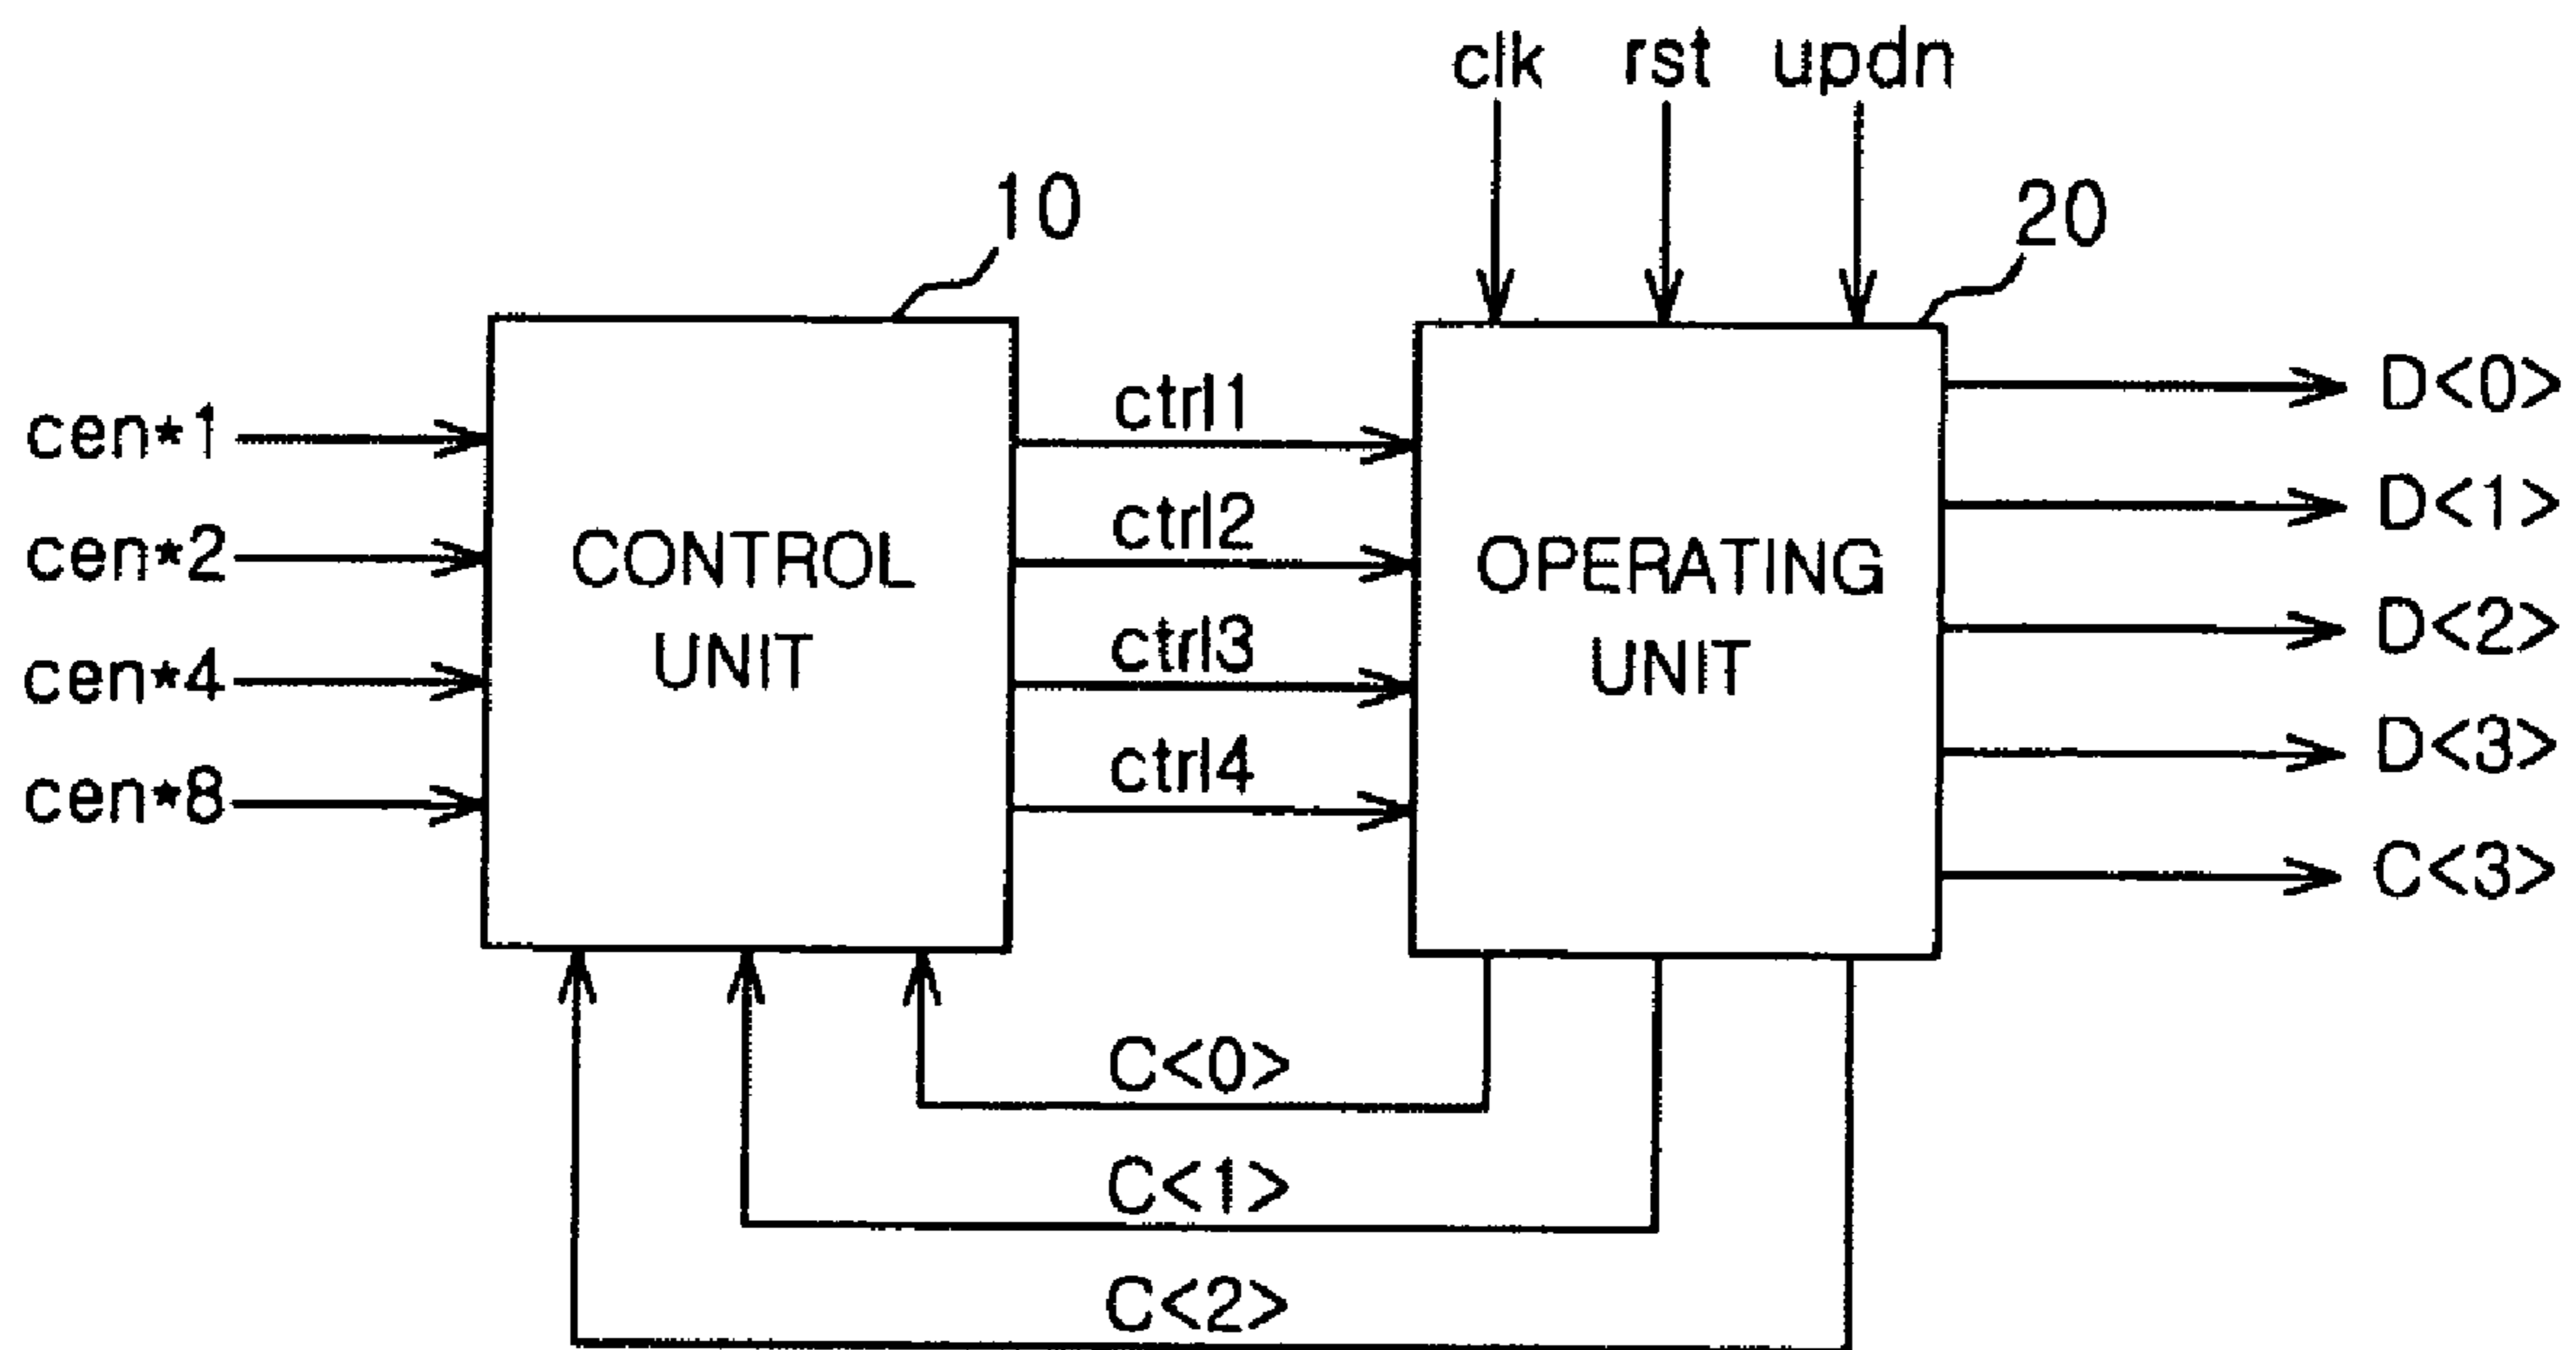 clk rst updn
10
20
cen*1
cen*2
cen*4
cen*8
CONTROL
UNIT
ctrl1
ctrl2
ctrl3
ctrl4
OPERATING
UNIT
D<0>
D<1>
D<2>
D<3>
C<3>
C<0>
C<1>
C<2>